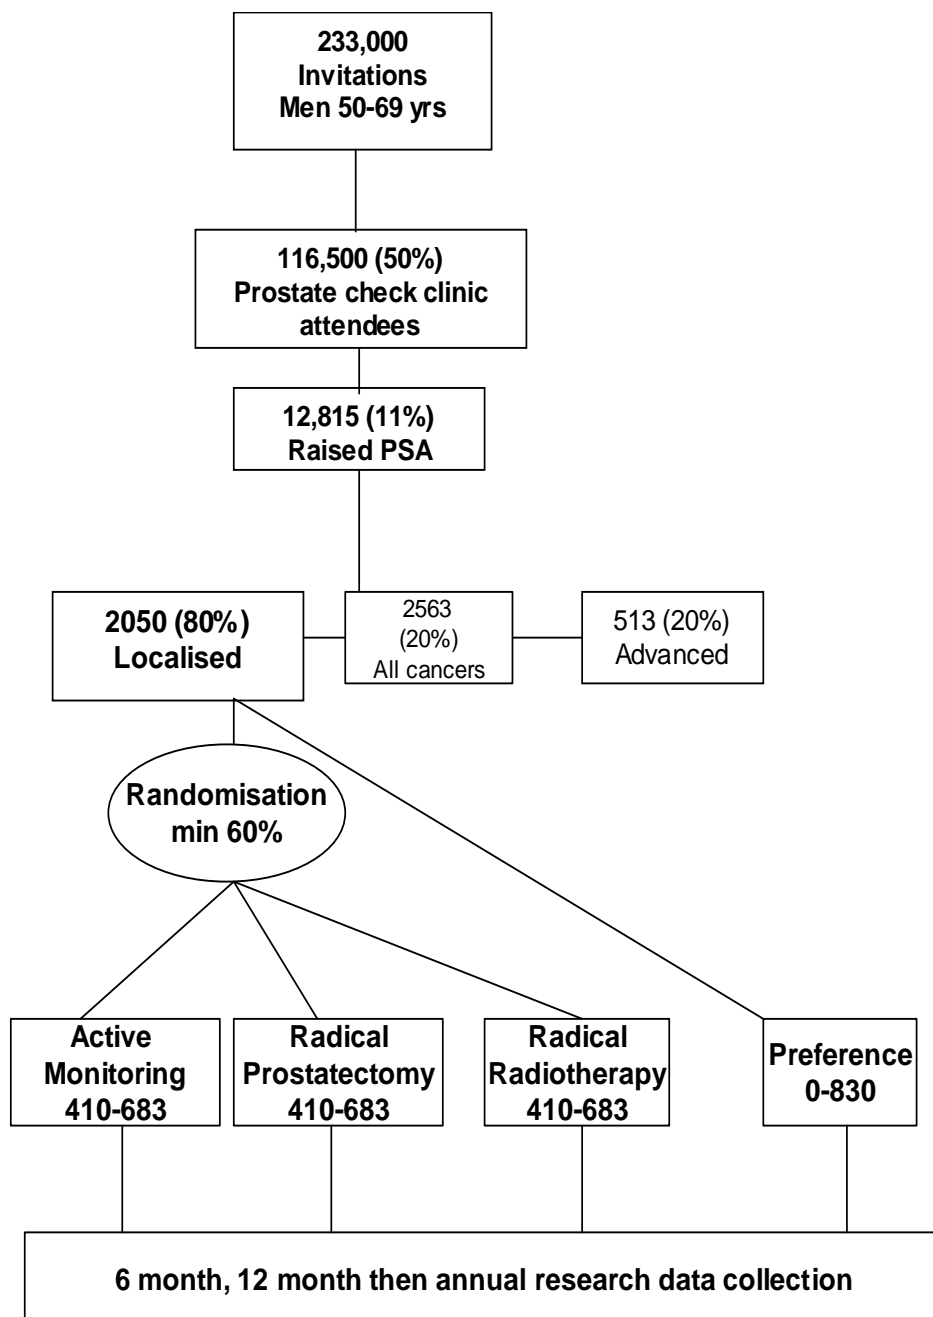 233,000
Invitations
Men 50-69 yrs
116,500 (50%)
Prostate check clinic
attendees
12,815 (11%)
Raised PSA
2050 (80%)
Localised
2563
(20%)
All cancers
513 (20%)
Advanced
Randomisation
min 60%
Active
Monitoring
410-683
Radical
Prostatectomy
410-683
Radical
Radiotherapy
410-683
Preference
0-830
6 month, 12 month then annual research data collection